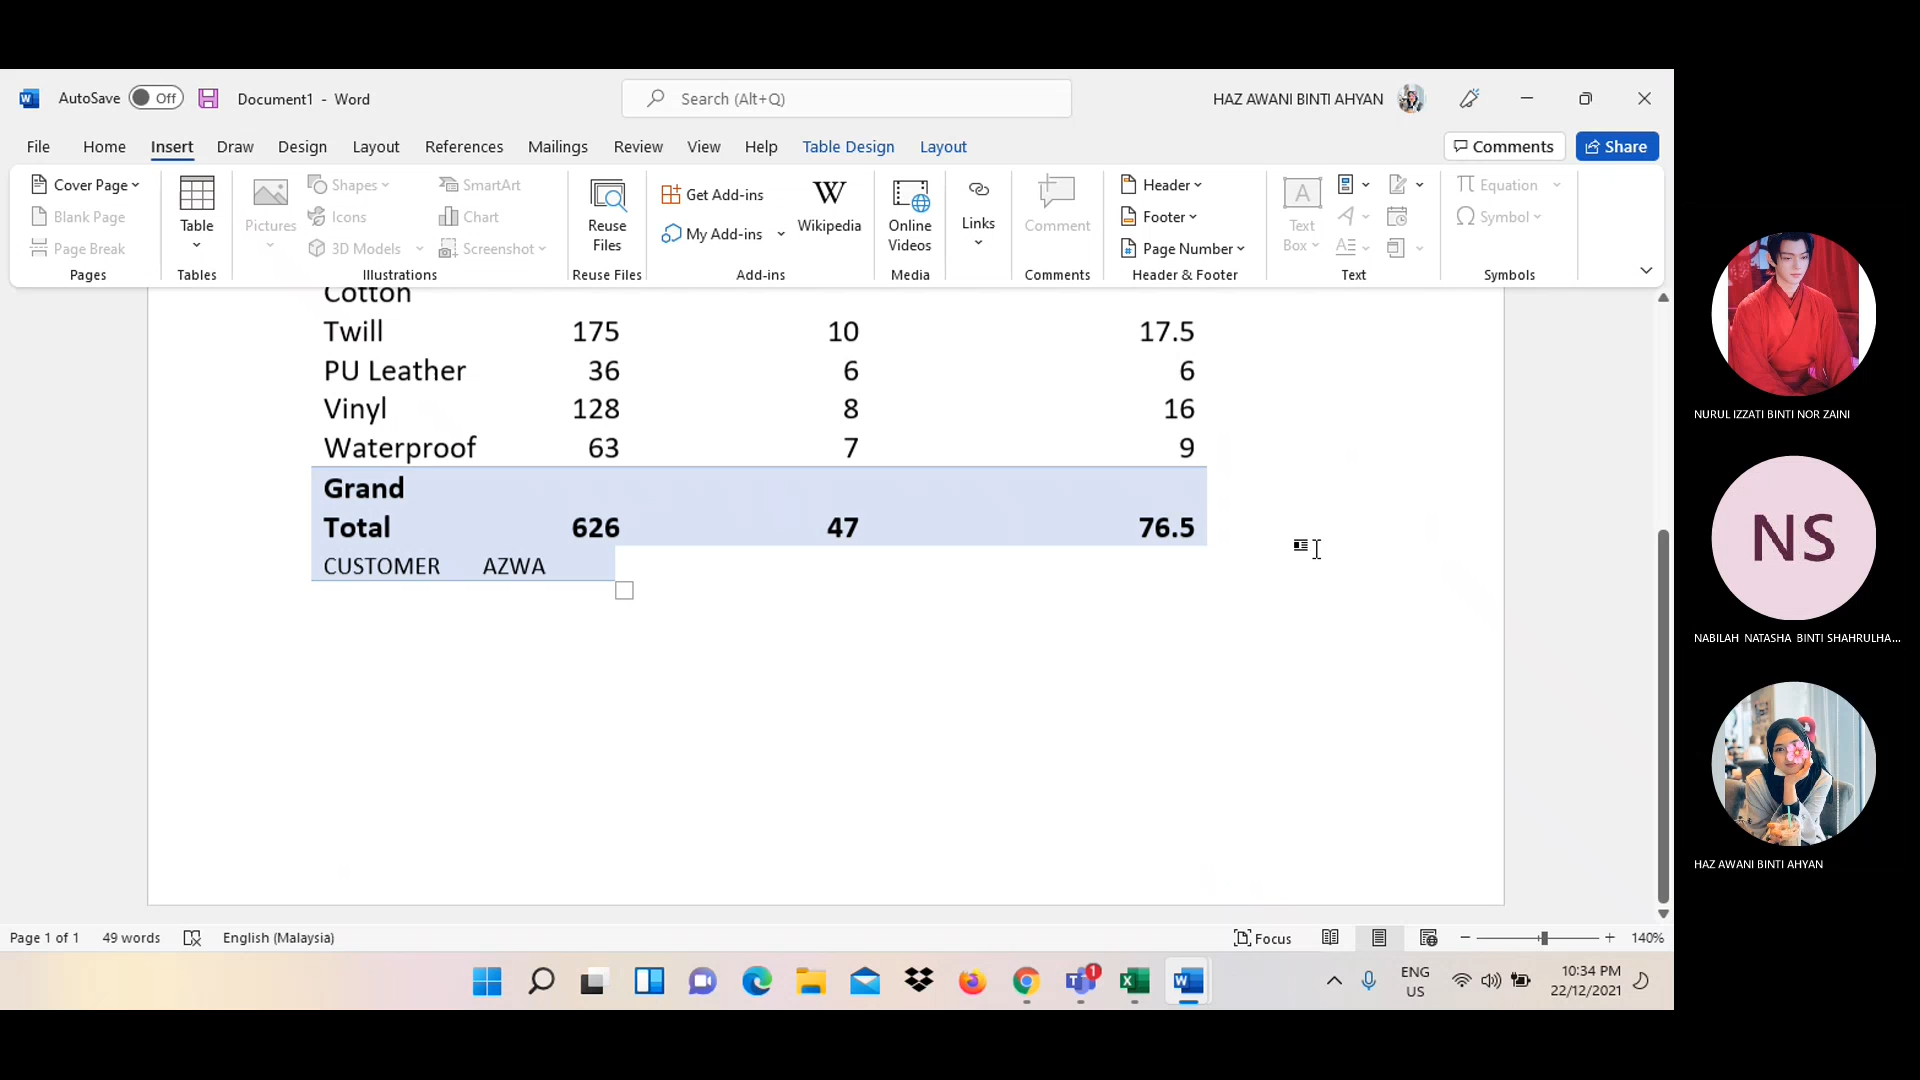 AutoSave Off Document1 - Word Search (Alt+Q) HAZ AWANI BINTI AHYAN
File Home Insert Draw Design Layout References Mailings Review View Help Table Design Layout Comments Share
Cover Page
Blank Page
Page Break
Pages
Table
Tables
Pictures
Shapes
Icons
3D Models
SmartArt
Chart
Screenshot
Illustrations
Reuse
Files
Reuse Files
Get Add-ins
My Add-ins
Wikipedia
Add-ins
Online
Videos
Media
Links
Comment
Comments
Header
Footer
Page Number
Header & Footer
Text
Box
Text
Equation
Symbol
Symbols
Cotton
Twill 175 10 17.5
PU Leather 36 6 6
Vinyl 128 8 16
Waterproof 63 7 9
Grand
Total 626 47 76.5
CUSTOMER AZWA
NURUL IZZATI BINTI NOR ZAINI
NS
NABILAH NATASHA BINTI SHAHRULHA...
HAZ AWANI BINTI AHYAN
Page 1 of 1 49 words English (Malaysia) Focus 140%
1
ENG
US
10:34 PM
22/12/2021